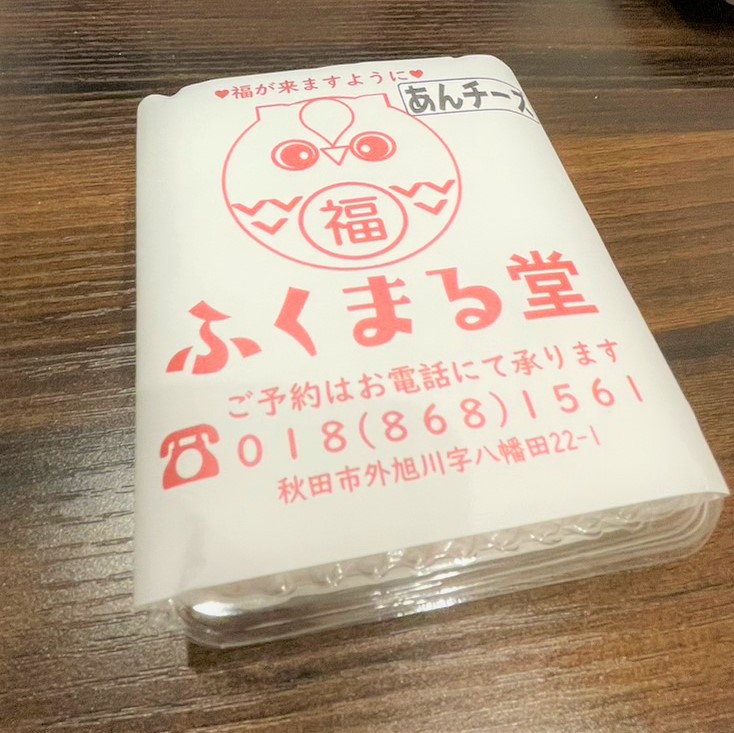 ♥福が来ますように♥
あんチーズ
福
ふくまる堂
ご予約はお電話にて承ります
☎018(868)1561
秋田市外旭川字八幡田22-1